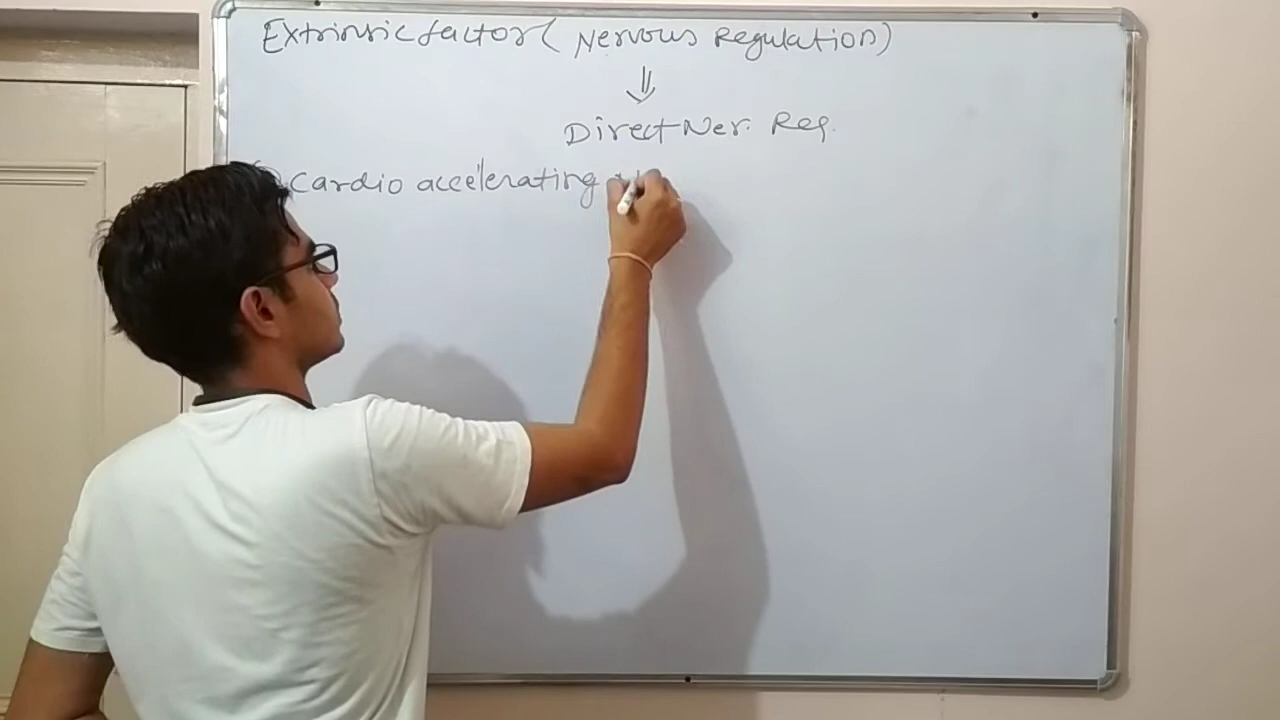 Extrinsic factor ( Nervous Regulation)
Direct Ner. Reg.
Cardio accelerating